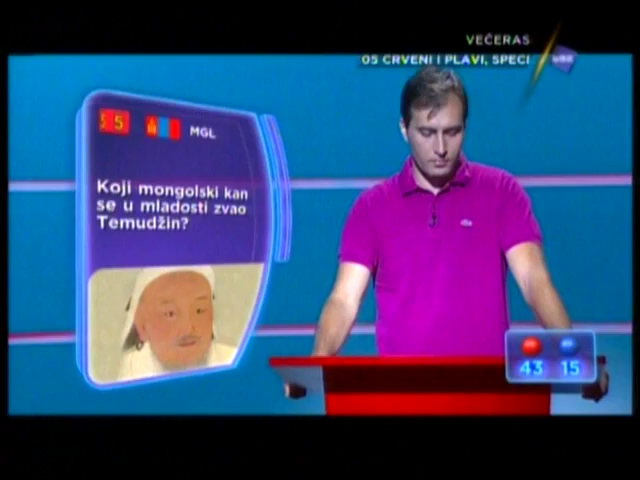 VEČERAS
05 CRVENI I PLAVI, SPECI
5 MGL
Koji mongolski kan
se u mladosti zvao
Temudžin?
43 15